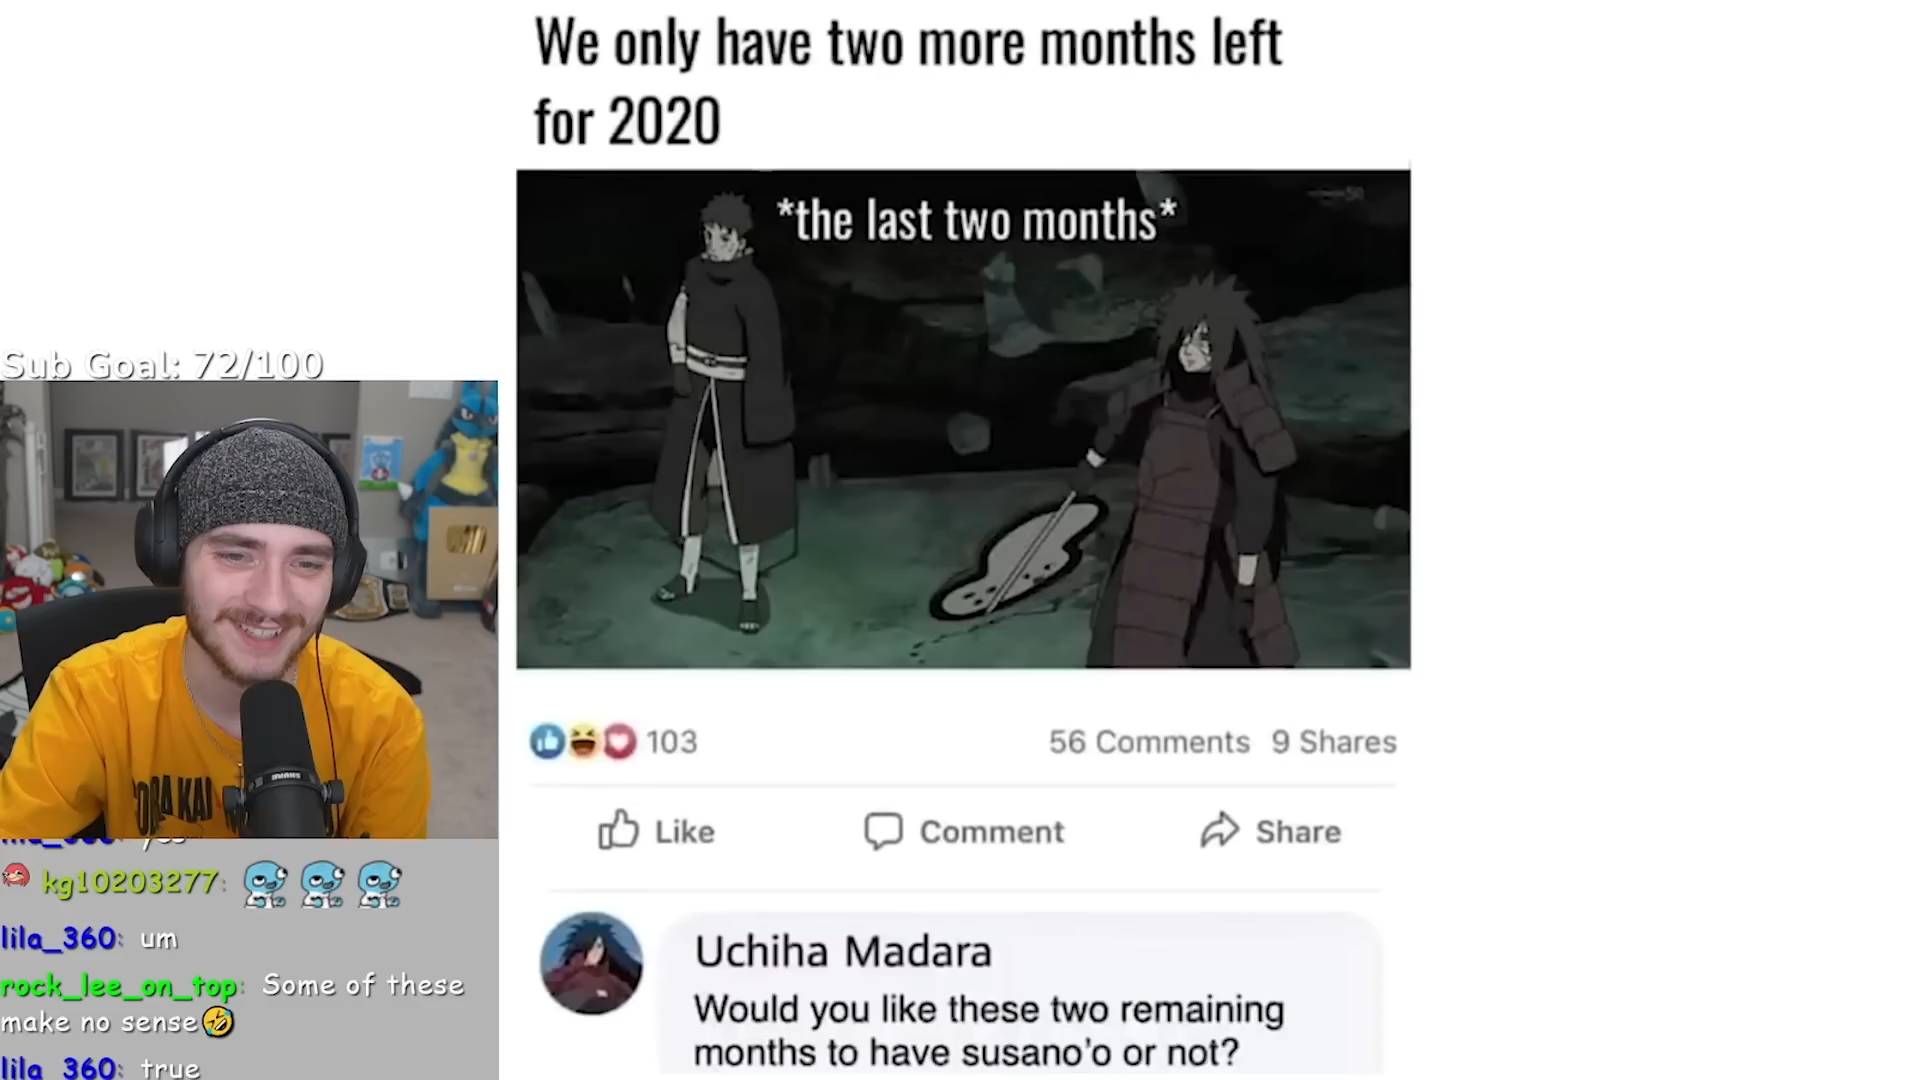 We only have two more months left
for 2020
*the last two months*
Sub Goal: 72/100
103
56 Comments 9 Shares
Like Comment Share
Uchiha Madara
Would you like these two remaining
months to have susano'o or not?
kg10203277:
lila_360: um
rock_lee_on_top: Some of these
make no sense🤣
lila_360: true